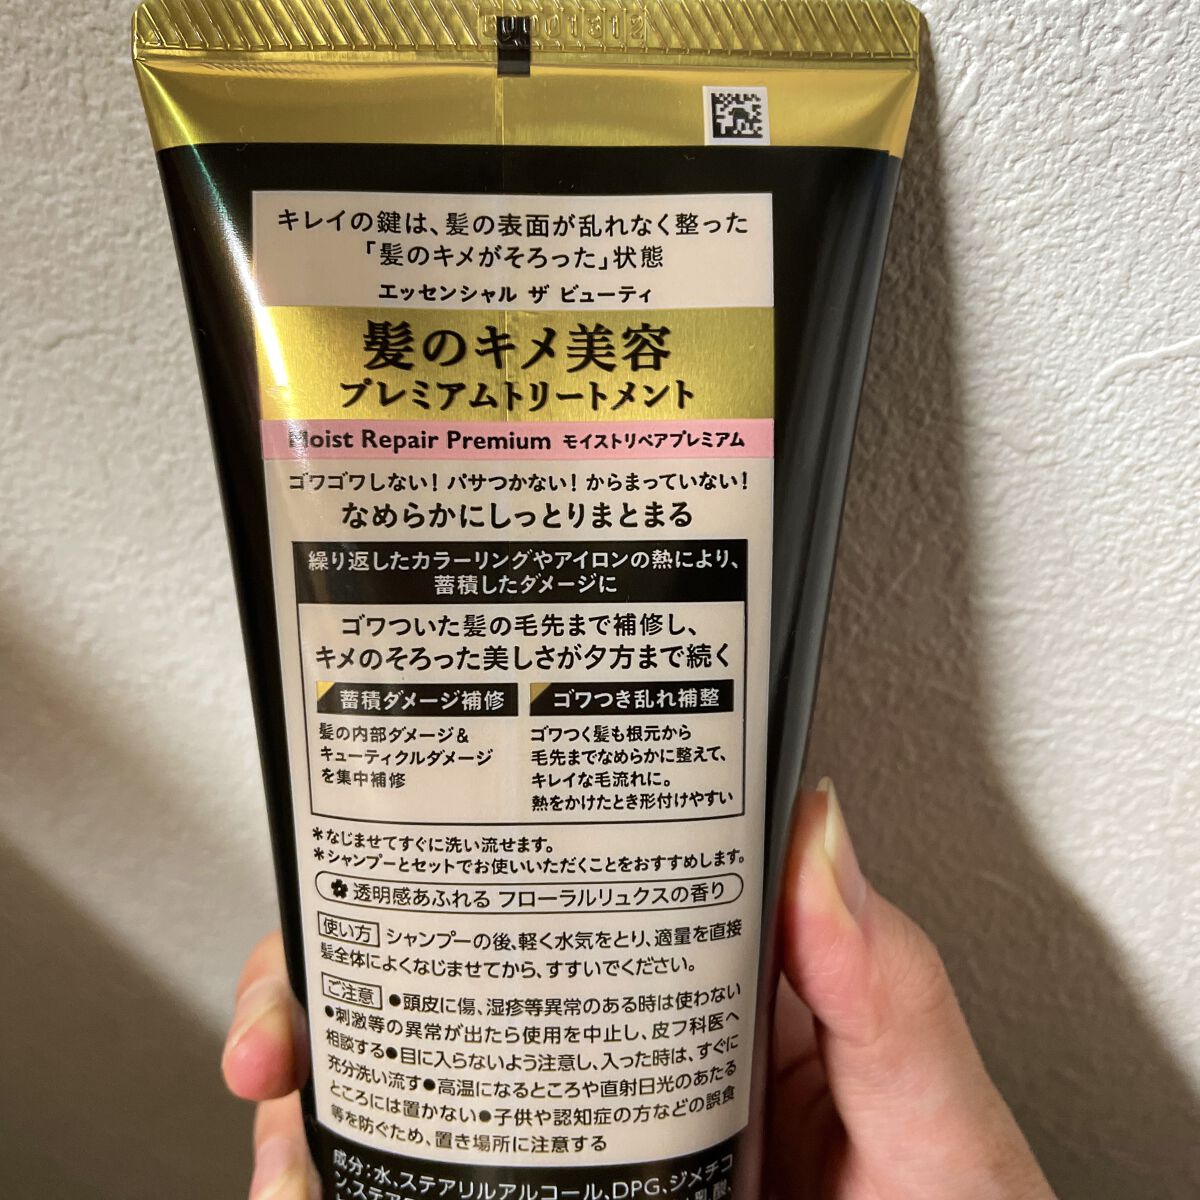 キレイの鍵は、髪の表面が乱れなく整った
「髪のキメがそろった」状態
エッセンシャル ザ ビューティ
髪のキメ美容
プレミアムトリートメント
Moist Repair Premium モイストリペアプレミアム
ゴワゴワしない! パサつかない! からまっていない!
なめらかにしっとりまとまる
繰り返したカラーリングやアイロンの熱により、
蓄積したダメージに
ゴワついた髪の毛先まで補修し、
キメのそろった美しさが夕方まで続く
蓄積ダメージ補修
髪の内部ダメージ&
キューティクルダメージ
を集中補修
ゴワつき乱れ補整
ゴワつく髪も根元から
毛先までなめらかに整えて、
キレイな毛流れに。
熱をかけたとき形付けやすい
*なじませてすぐに洗い流せます。
*シャンプーとセットでお使いいただくことをおすすめします。
透明感あふれる フローラルリュクスの香り
使い方 シャンプーの後、軽く水気をとり、適量を直接
髪全体によくなじませてから、すすいでください。
ご注意 ●頭皮に傷、湿疹等異常のある時は使わない
●刺激等の異常が出たら使用を中止し、皮フ科医へ
相談する●目に入らないよう注意し、入った時は、すぐに
充分洗い流す●高温になるところや直射日光のあたる
ところには置かない●子供や認知症の方などの誤食
等を防ぐため、置き場所に注意する
成分:水、ステアリルアルコール、DPG、ジメチコ